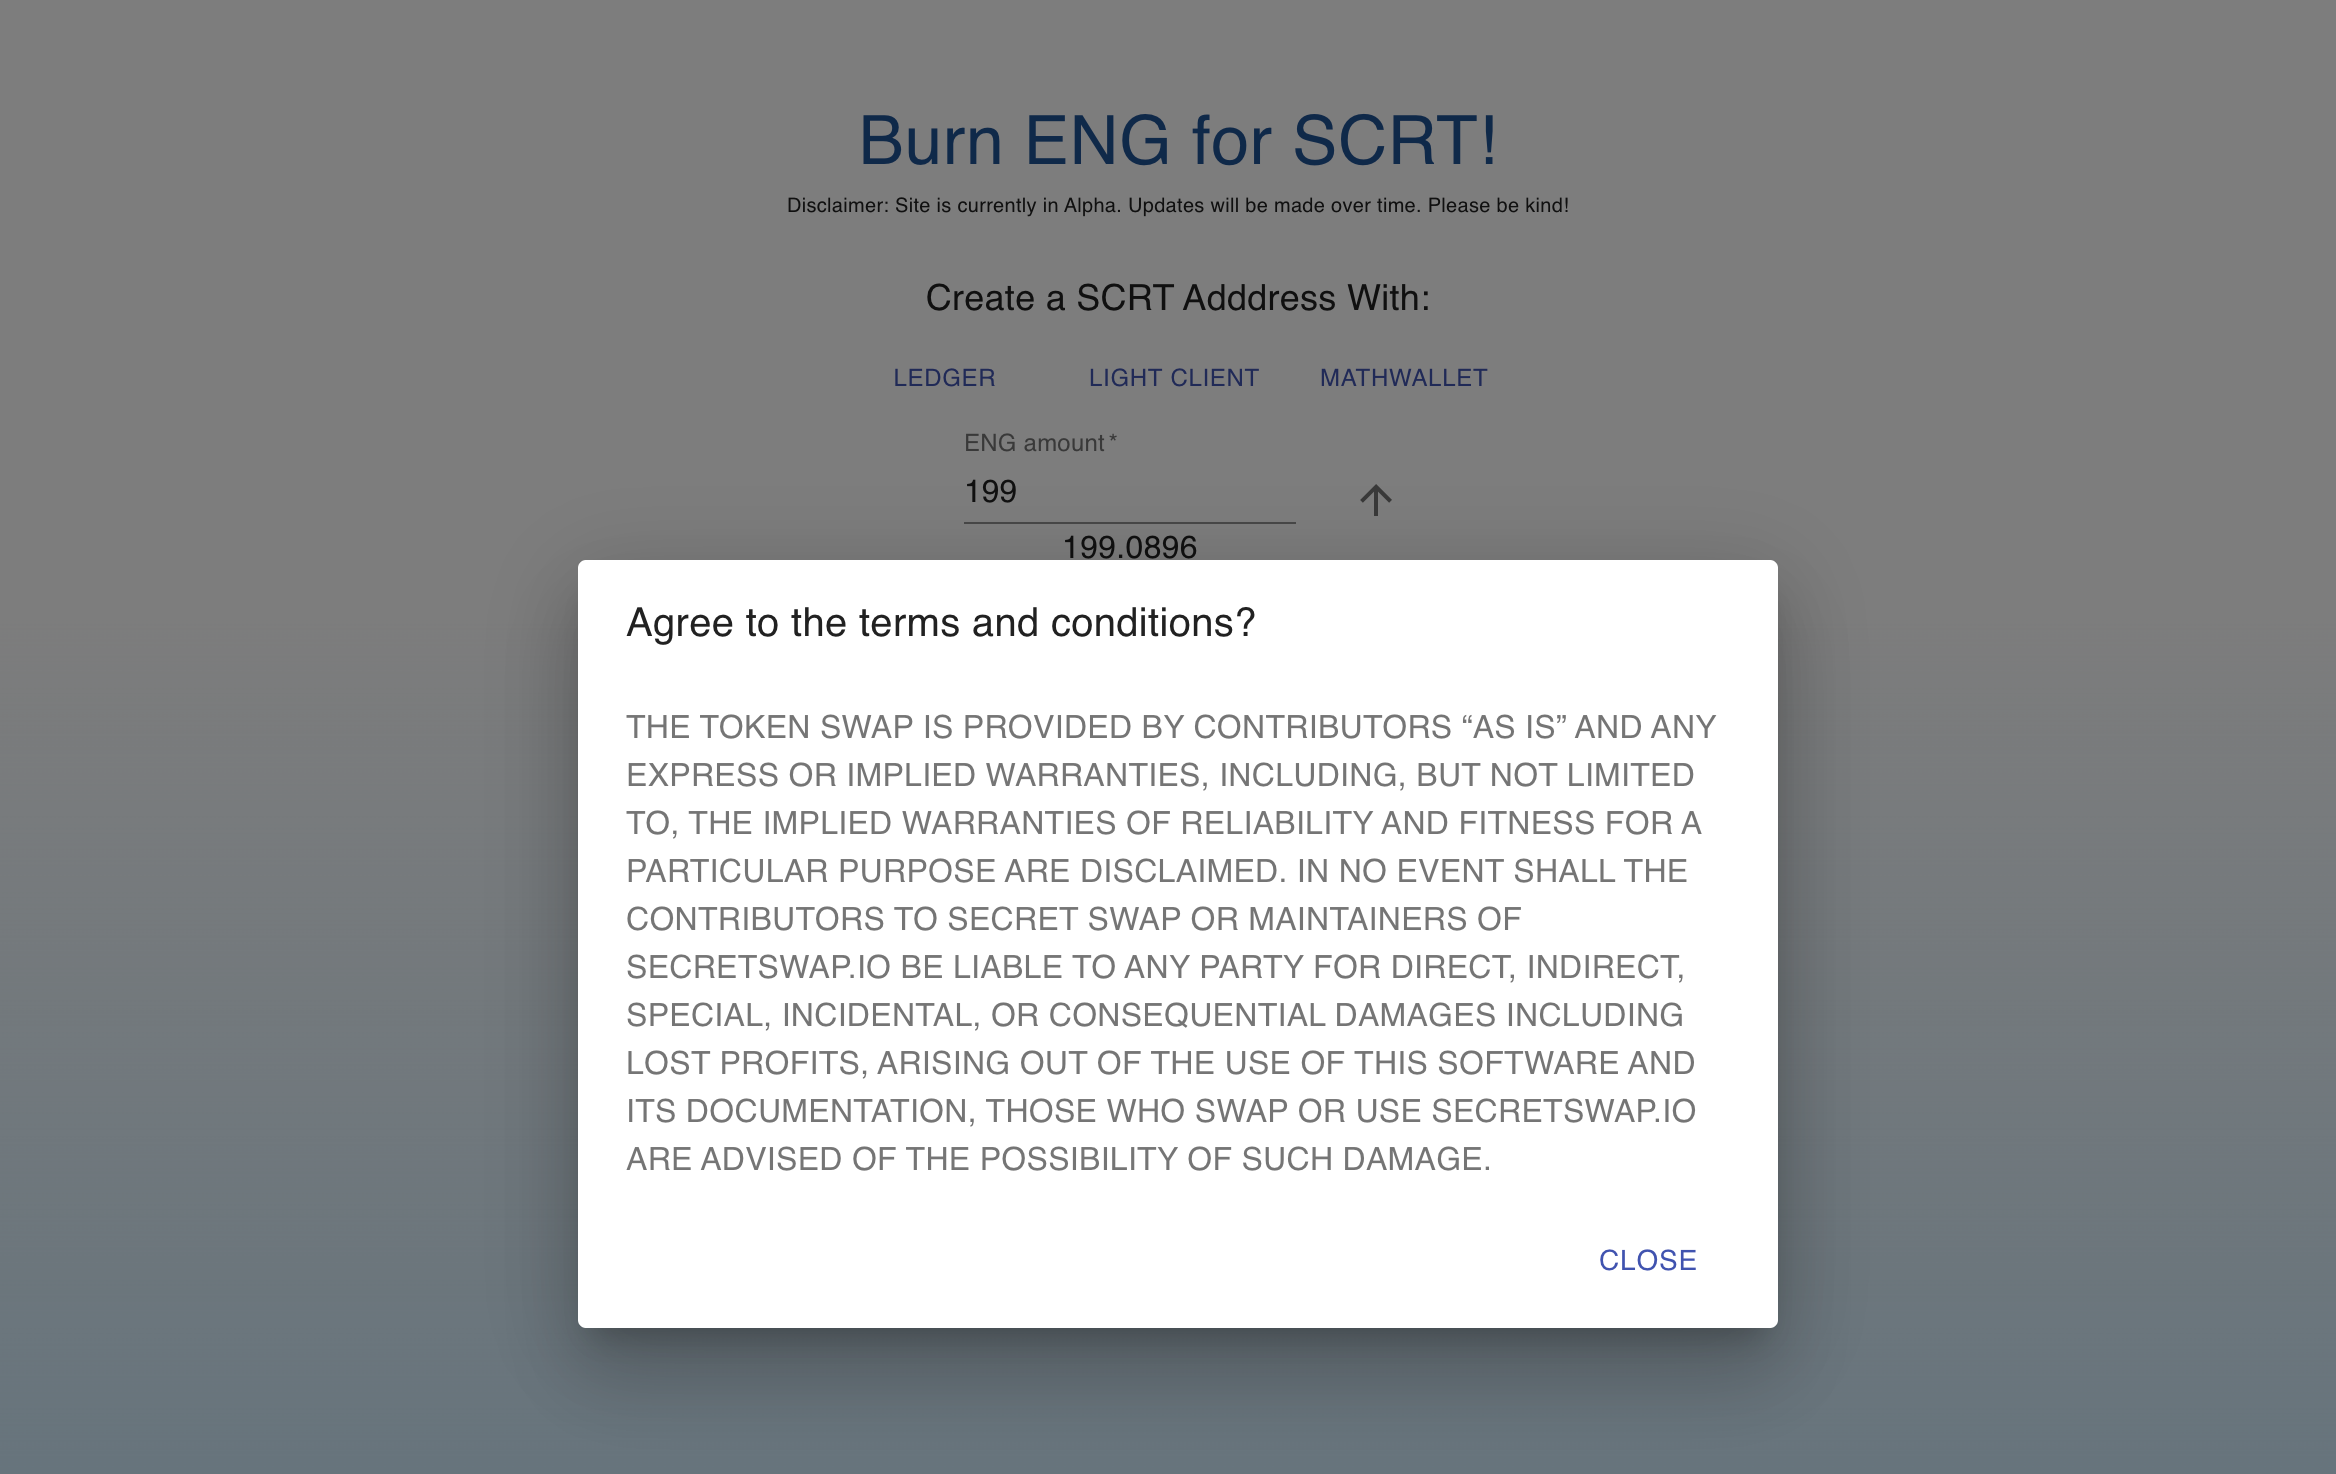 Burn ENG for SCRT!
Disclaimer: Site is currently in Alpha. Updates will be made over time. Please be kind!
Create a SCRT Adddress With:
LEDGER LIGHT CLIENT MATHWALLET
ENG amount *
199
199.0896
Agree to the terms and conditions?
THE TOKEN SWAP IS PROVIDED BY CONTRIBUTORS “AS IS” AND ANY
EXPRESS OR IMPLIED WARRANTIES, INCLUDING, BUT NOT LIMITED
TO, THE IMPLIED WARRANTIES OF RELIABILITY AND FITNESS FOR A
PARTICULAR PURPOSE ARE DISCLAIMED. IN NO EVENT SHALL THE
CONTRIBUTORS TO SECRET SWAP OR MAINTAINERS OF
SECRETSWAP.IO BE LIABLE TO ANY PARTY FOR DIRECT, INDIRECT,
SPECIAL, INCIDENTAL, OR CONSEQUENTIAL DAMAGES INCLUDING
LOST PROFITS, ARISING OUT OF THE USE OF THIS SOFTWARE AND
ITS DOCUMENTATION, THOSE WHO SWAP OR USE SECRETSWAP.IO
ARE ADVISED OF THE POSSIBILITY OF SUCH DAMAGE.
CLOSE